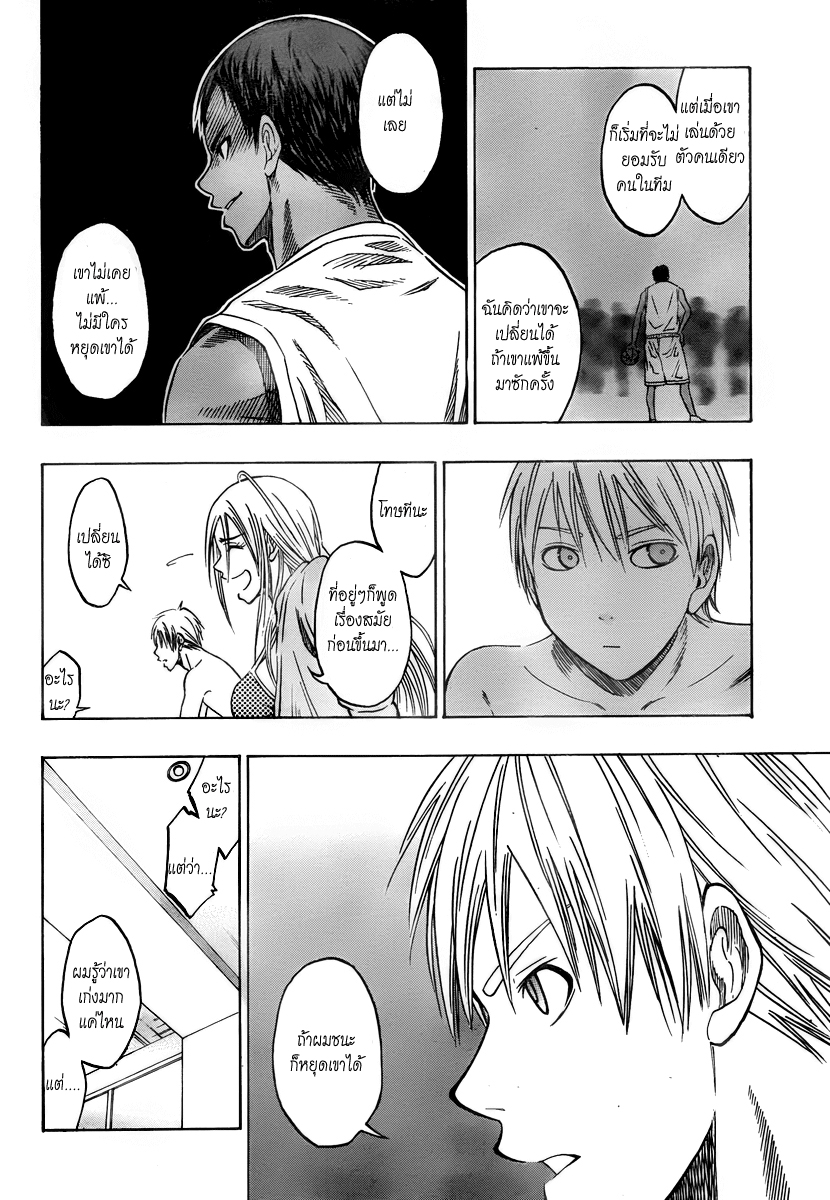 แต่เมื่อเขา
เล่นด้วย
ตัวคนเดียว
ก็เริ่มที่จะไม่
ยอมรับ
คนในทีม
ฉันคิดว่าเขาจะ
เปลี่ยนได้
ถ้าเขาแพ้ขึ้น
มาซักครั้ง
แต่ไม่
เลย
เขาไม่เคย
แพ้...
ไม่มีใคร
หยุดเขาได้
โทษทีนะ
ที่อยู่ๆก็พูด
เรื่องสมัย
ก่อนขึ้นมา...
เปลี่ยน
ได้ซิ
อะไร
นะ?
ถ้าผมชนะ
ก็หยุดเขาได้
อะไร
นะ?
แต่ว่า...
ผมรู้ว่าเขา
เก่งมาก
แค่ไหน
แต่....